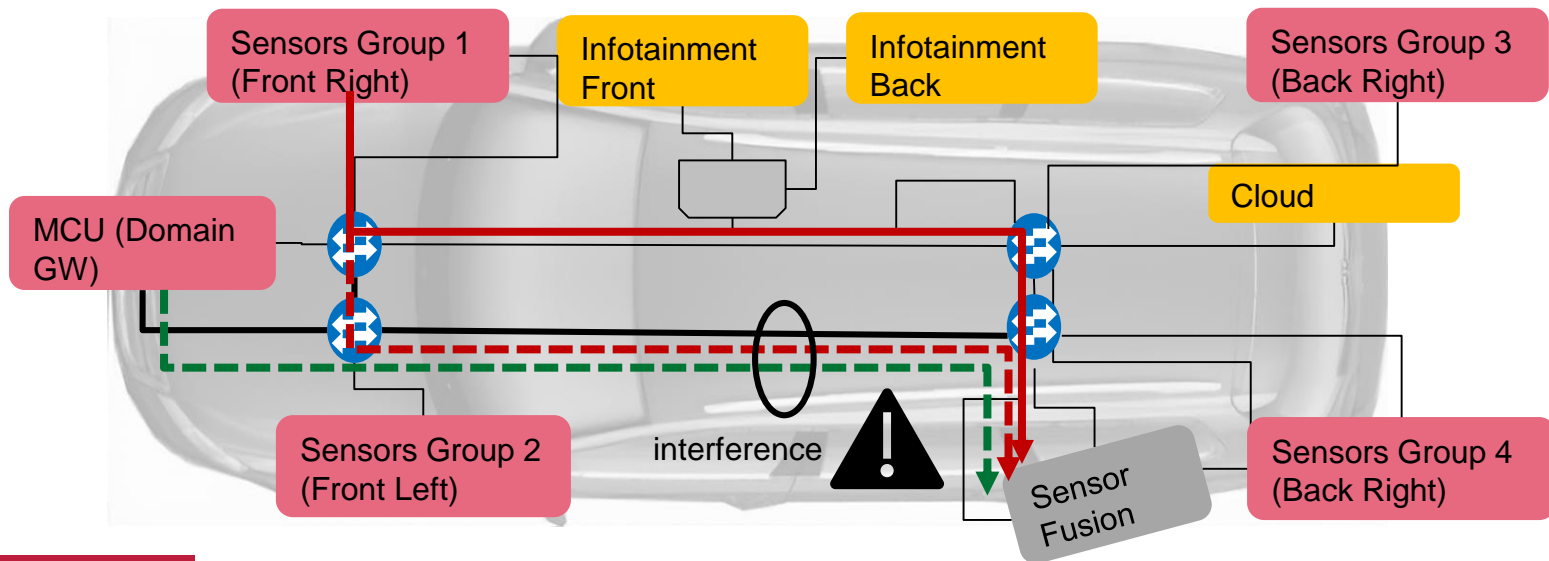 Sensors Group 1
(Front Right)
Infotainment
Front
Infotainment
Back
Sensors Group 3
(Back Right)
MCU (Domain
GW)
Cloud
Sensors Group 2
(Front Left)
interference
Sensor
Fusion
Sensors Group 4
(Back Right)